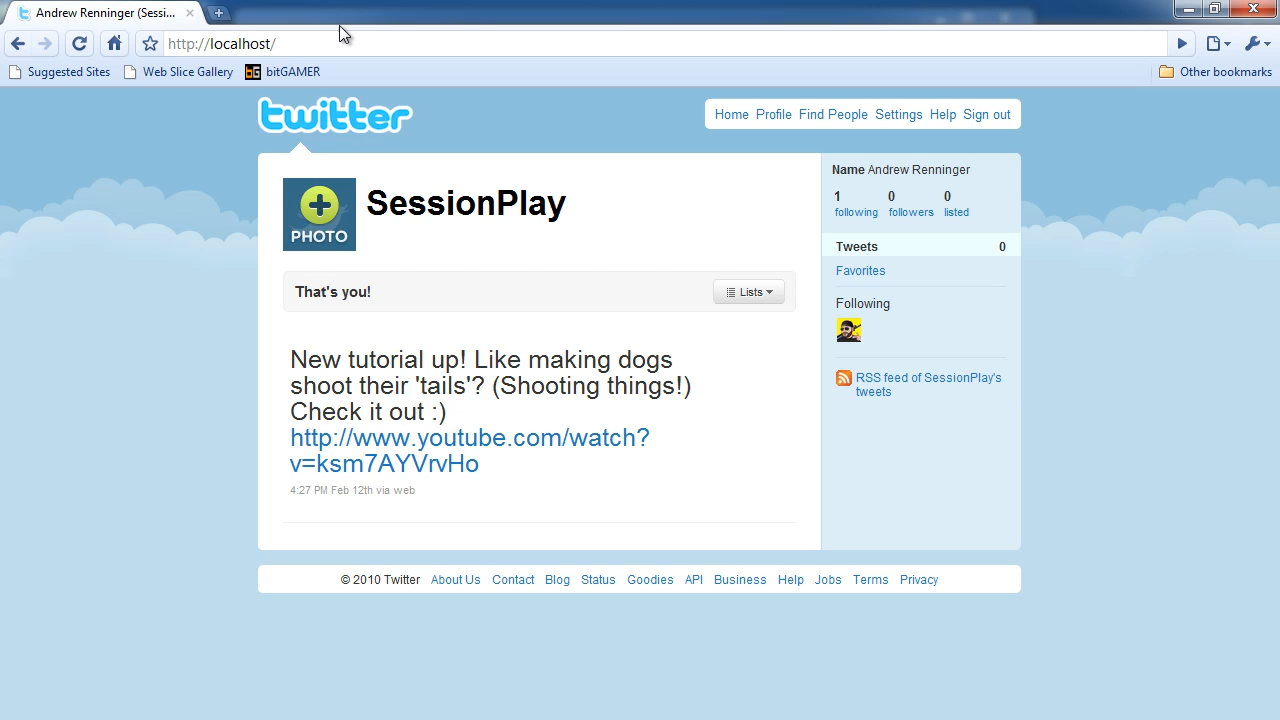 Andrew Renninger (Sessi...
http://localhost/
Suggested Sites Web Slice Gallery bitGAMER Other bookmarks
twitter
Home Profile Find People Settings Help Sign out
PHOTO
SessionPlay
That's you!
Lists
New tutorial up! Like making dogs
shoot their 'tails'? (Shooting things!)
Check it out :)
http://www.youtube.com/watch?
v=ksm7AYVrvHo
4:27 PM Feb 12th via web
Name Andrew Renninger
1 0 0
following followers listed
Tweets 0
Favorites
Following
RSS feed of SessionPlay's
tweets
© 2010 Twitter About Us Contact Blog Status Goodies API Business Help Jobs Terms Privacy